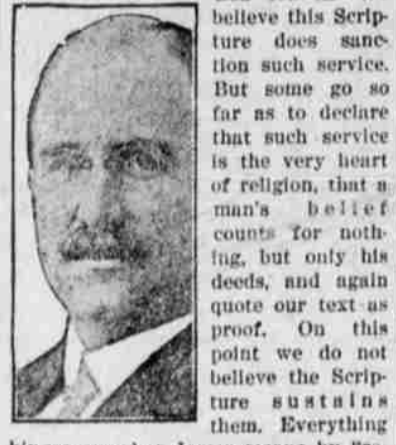 believe this Scrip-
ture does sanc-
tion such service.
But some go so
far as to declare
that such service
is the very heart
of religion, that a
man's belief
counts for noth-
ing, but only his
deeds, and again
quote our text as
proof. On this
point we do not
believe the Scrip-
ture sustains
them. Everything